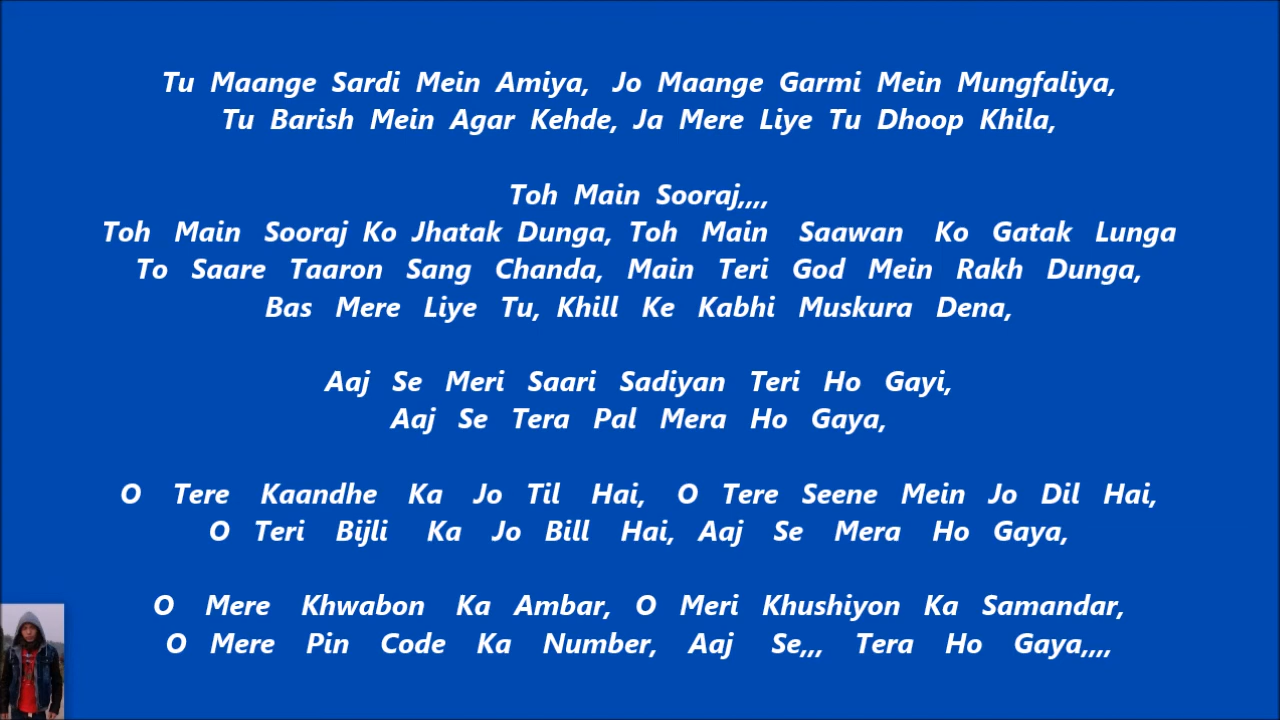 Tu Maange Sardi Mein Amiya, Jo Maange Garmi Mein Mungfaliya,
Tu Barish Mein Agar Kehde, Ja Mere Liye Tu Dhoop Khila,
Toh Main Sooraj,,,,
Toh Main Sooraj Ko Jhatak Dunga, Toh Main Saawan Ko Gatak Lunga
To Saare Taaron Sang Chanda, Main Teri God Mein Rakh Dunga,
Bas Mere Liye Tu, Khill Ke Kabhi Muskura Dena,
Aaj Se Meri Saari Sadiyan Teri Ho Gayi,
Aaj Se Tera Pal Mera Ho Gaya,
O Tere Kaandhe Ka Jo Til Hai, O Tere Seene Mein Jo Dil Hai,
O Teri Bijli Ka Jo Bill Hai, Aaj Se Mera Ho Gaya,
O Mere Khwabon Ka Ambar, O Meri Khushiyon Ka Samandar,
O Mere Pin Code Ka Number, Aaj Se,,, Tera Ho Gaya,,,,